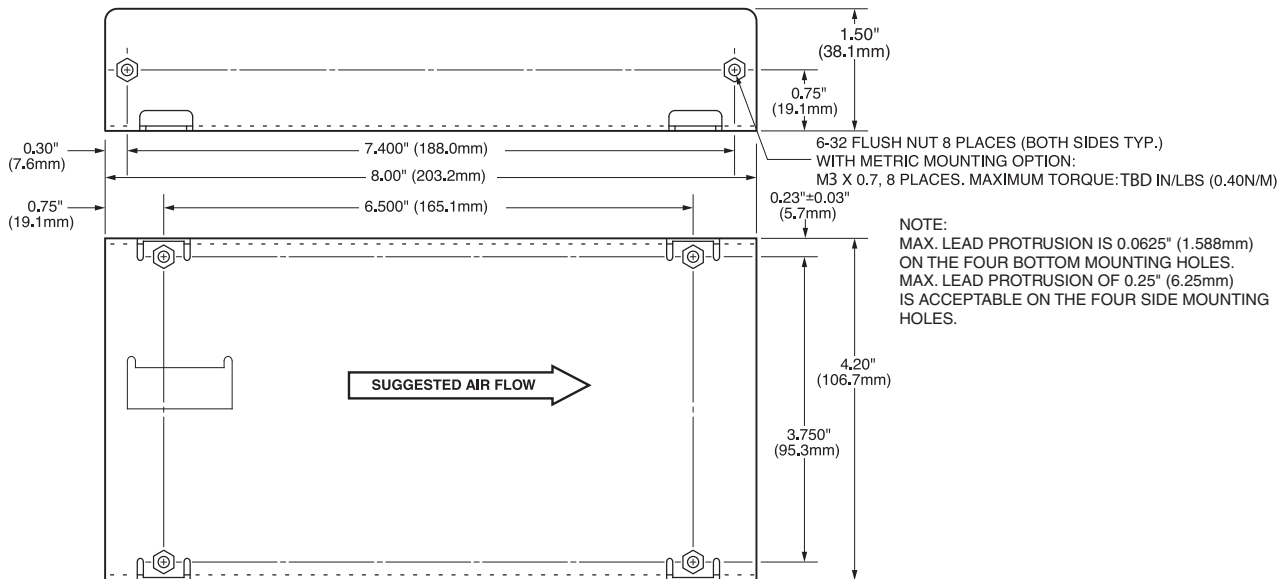 1.50"
(38.1mm)
0.75"
(19.1mm)
6-32 FLUSH NUT 8 PLACES (BOTH SIDES TYP.)
WITH METRIC MOUNTING OPTION:
M3 X 0.7, 8 PLACES. MAXIMUM TORQUE:TBD IN/LBS (0.40N/M)
0.30"
(7.6mm)
7.400" (188.0mm)
8.00" (203.2mm)
0.75"
(19.1mm)
6.500" (165.1mm)
0.23"±0.03"
(5.7mm)
NOTE:
MAX. LEAD PROTRUSION IS 0.0625" (1.588mm)
ON THE FOUR BOTTOM MOUNTING HOLES.
MAX. LEAD PROTRUSION OF 0.25" (6.25mm)
IS ACCEPTABLE ON THE FOUR SIDE MOUNTING
HOLES.
SUGGESTED AIR FLOW
4.20"
(106.7mm)
3.750"
(95.3mm)